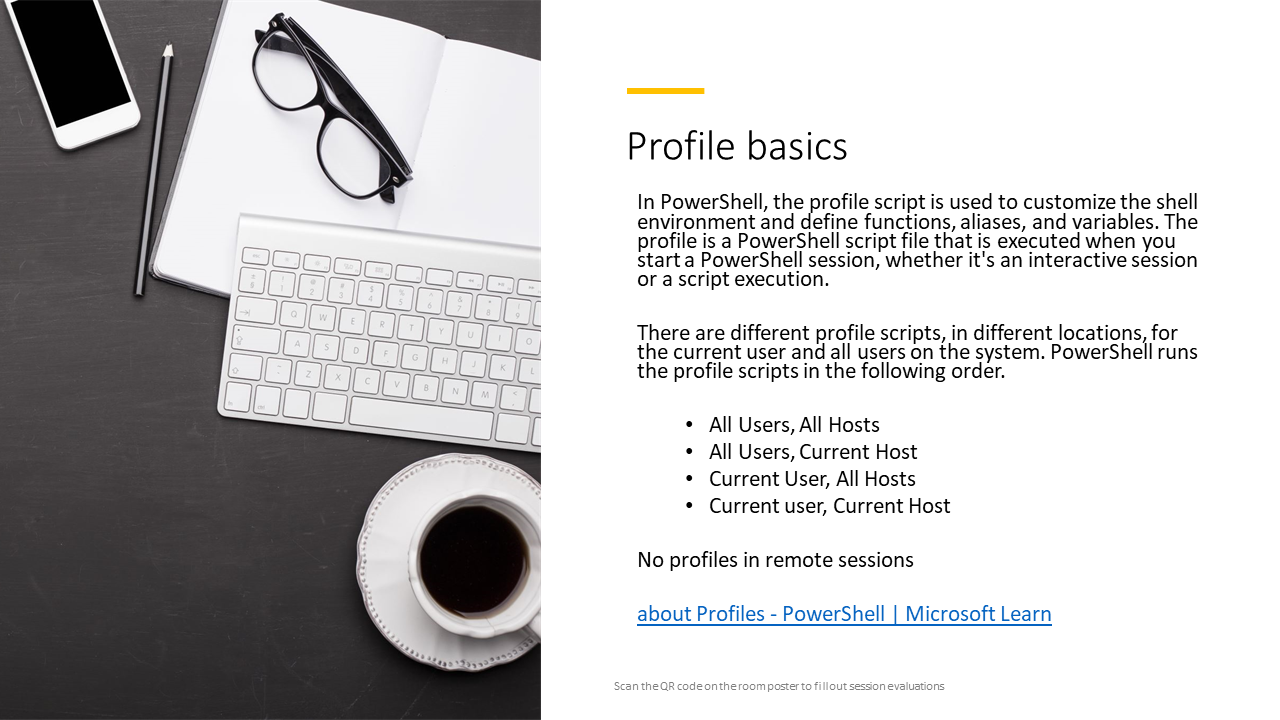 Profile basics
In PowerShell, the profile script is used to customize the shell
environment and define functions, aliases, and variables. The
profile is a PowerShell script file that is executed when you
start a PowerShell session, whether it's an interactive session
or a script execution.
There are different profile scripts, in different locations, for
the current user and all users on the system. PowerShell runs
the profile scripts in the following order.
• All Users, All Hosts
• All Users, Current Host
• Current User, All Hosts
• Current user, Current Host
No profiles in remote sessions
about Profiles - PowerShell | Microsoft Learn
Scan the QR code on the room poster to fill out session evaluations